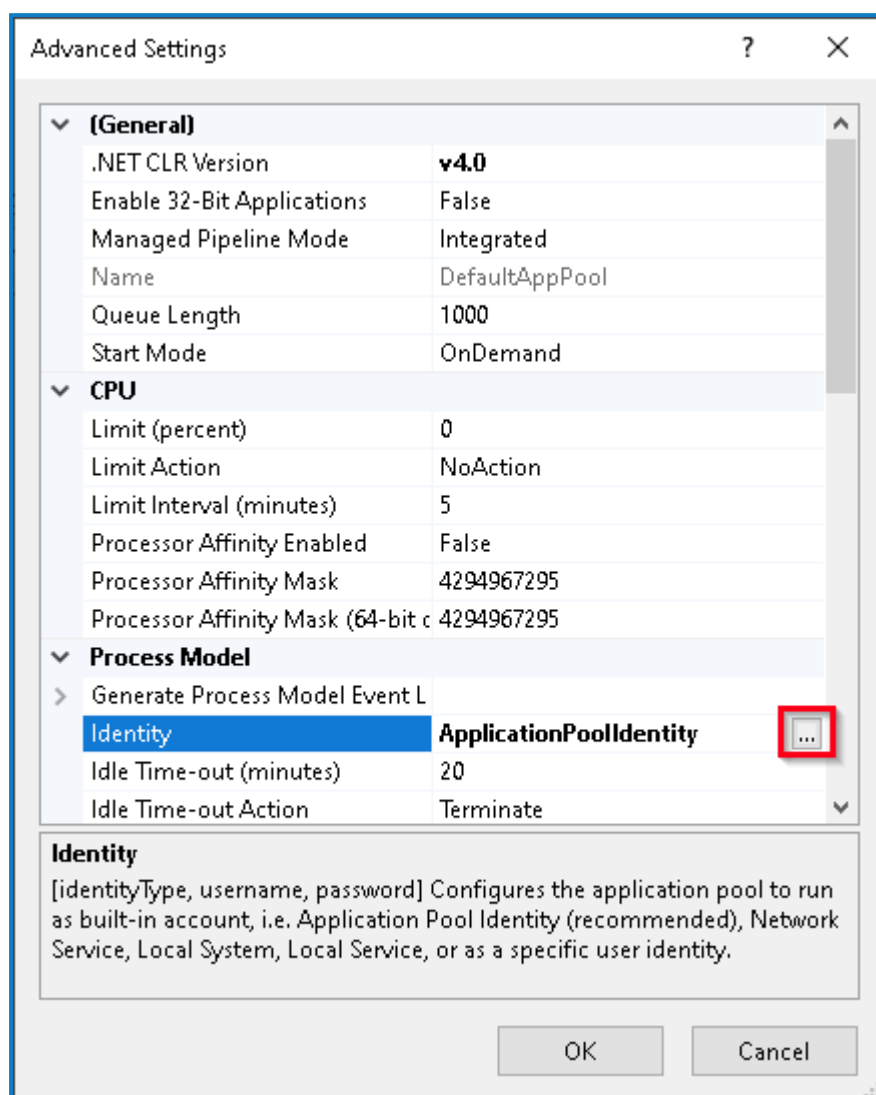 Advanced Settings ? ×
(General)
.NET CLR Version v4.0
Enable 32-Bit Applications False
Managed Pipeline Mode Integrated
Name DefaultAppPool
Queue Length 1000
Start Mode OnDemand
CPU
Limit (percent) 0
Limit Action NoAction
Limit Interval (minutes) 5
Processor Affinity Enabled False
Processor Affinity Mask 4294967295
Processor Affinity Mask (64-bit c 4294967295
Process Model
Generate Process Model Event L
Identity ApplicationPoolIdentity ...
Idle Time-out (minutes) 20
Idle Time-out Action Terminate
Identity
[identityType, username, password] Configures the application pool to run
as built-in account, i.e. Application Pool Identity (recommended), Network
Service, Local System, Local Service, or as a specific user identity.
OK Cancel